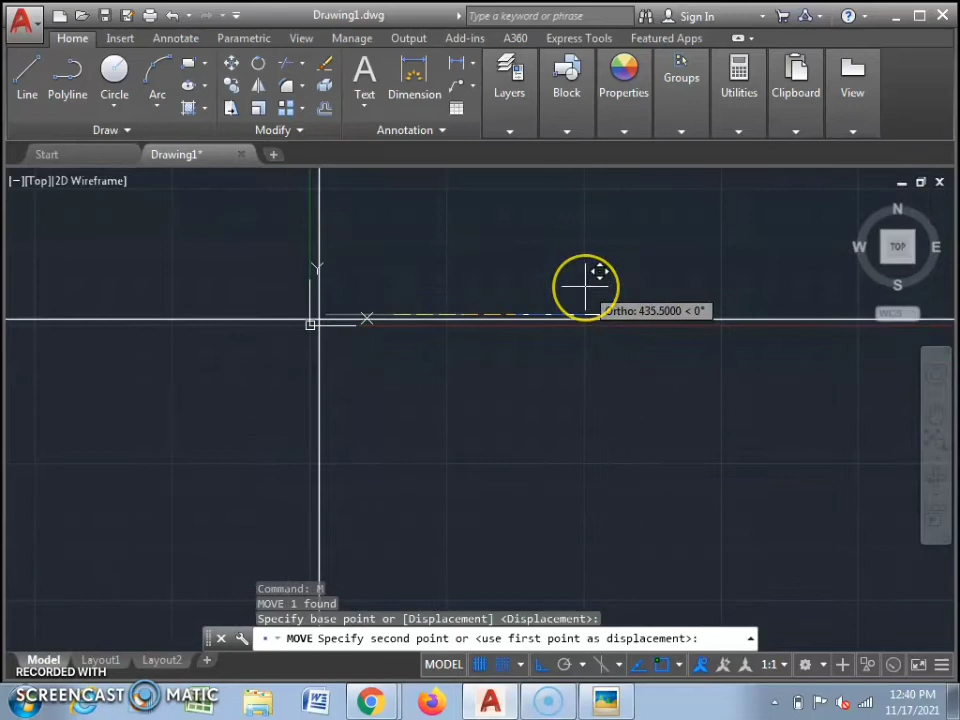 Drawing1.dwg
Type a keyword or phrase
Sign In
Home Insert Annotate Parametric View Manage Output A360 Express Tools Featured Apps
Line Polyline Circle Arc
Text Dimension
Layers Block Properties Groups Utilities Clipboard View
Draw Modify Annotation
Start Drawing1*
[−][Top][2D Wireframe]
N
W TOP E
S
WCS
Y
X
Ortho: 435.5000 < 0°
Command: M
MOVE 1 found
Specify base point or [Displacement] <Displacement>:
MOVE Specify second point or <use first point as displacement>:
Model Layout1 Layout2
MODEL 1:1
RECORDED WITH
SCREENCAST MATIC
12:40 PM
11/17/2021